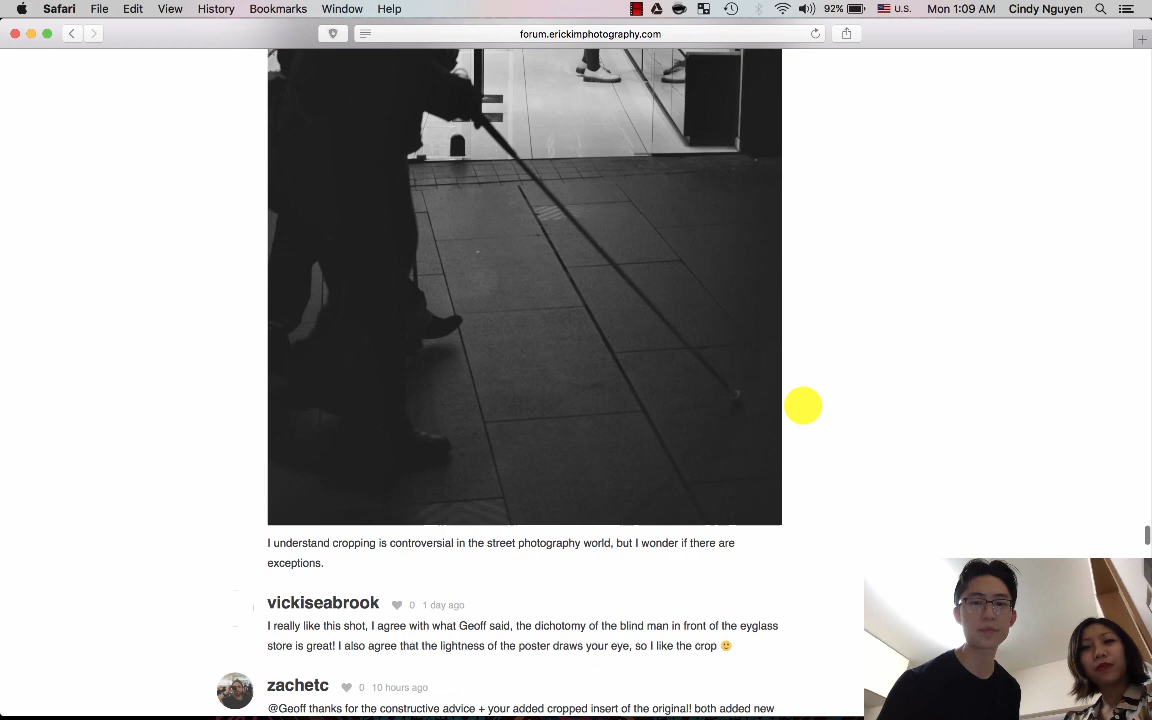 Safari File Edit View History Bookmarks Window Help 92% U.S. Mon 1:09 AM Cindy Nguyen
forum.erickimphotography.com
I understand cropping is controversial in the street photography world, but I wonder if there are
exceptions.
vickiseabrook 0 1 day ago
I really like this shot, I agree with what Geoff said, the dichotomy of the blind man in front of the eyglass
store is great! I also agree that the lightness of the poster draws your eye, so I like the crop 🙂
zachetc 0 10 hours ago
@Geoff thanks for the constructive advice + your added cropped insert of the original! both added new